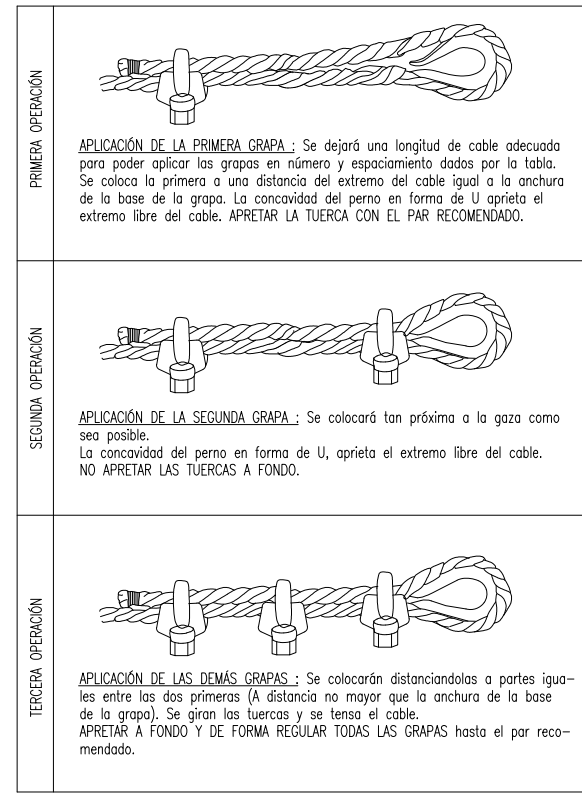 PRIMERA OPERACIÓN
APLICACIÓN DE LA PRIMERA GRAPA : Se dejará una longitud de cable adecuada
para poder aplicar las grapas en número y espaciamiento dados por la tabla.
Se coloca la primera a una distancia del extremo del cable igual a la anchura
de la base de la grapa. La concavidad del perno en forma de U aprieta el
extremo libre del cable. APRETAR LA TUERCA CON EL PAR RECOMENDADO.
SEGUNDA OPERACIÓN
APLICACIÓN DE LA SEGUNDA GRAPA : Se colocará tan próxima a la gaza como
sea posible.
La concavidad del perno en forma de U, aprieta el extremo libre del cable.
NO APRETAR LAS TUERCAS A FONDO.
TERCERA OPERACIÓN
APLICACIÓN DE LAS DEMÁS GRAPAS : Se colocarán distanciandolas a partes igua-
les entre las dos primeras (A distancia no mayor que la anchura de la base
de la grapa). Se giran las tuercas y se tensa el cable.
APRETAR A FONDO Y DE FORMA REGULAR TODAS LAS GRAPAS hasta el par reco-
mendado.